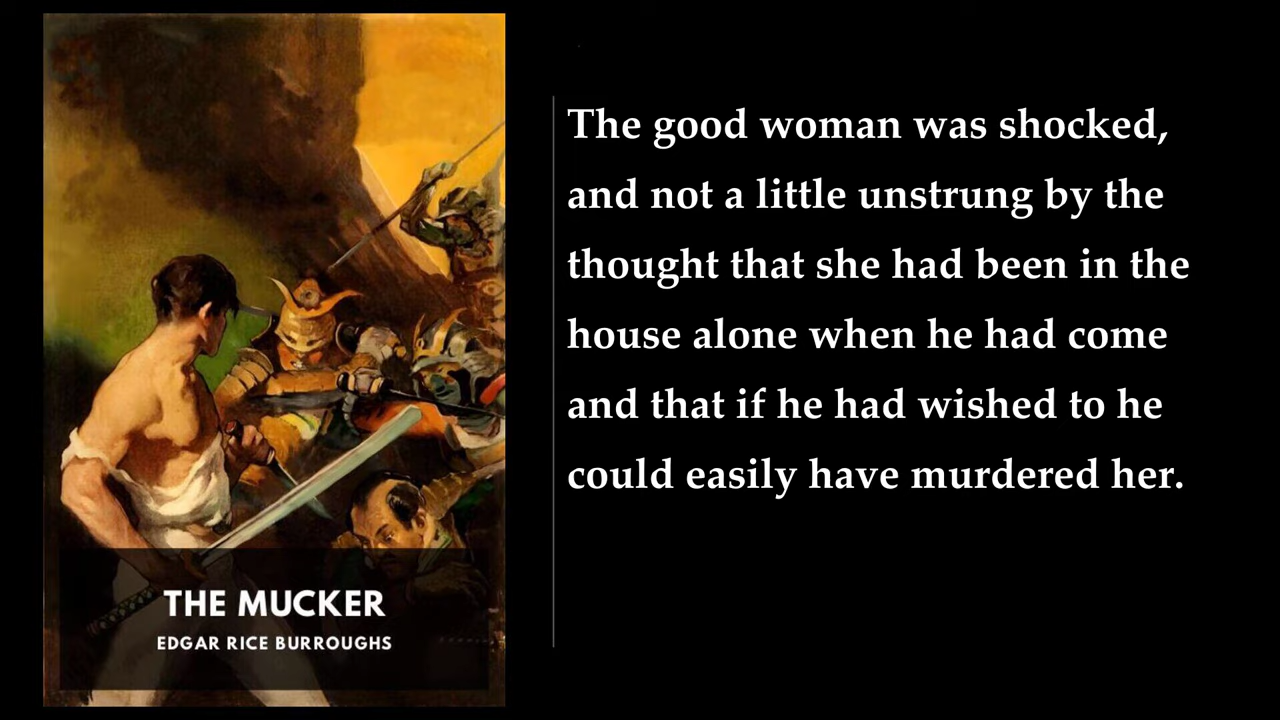 THE MUCKER
EDGAR RICE BURROUGHS
The good woman was shocked,
and not a little unstrung by the
thought that she had been in the
house alone when he had come
and that if he had wished to he
could easily have murdered her.